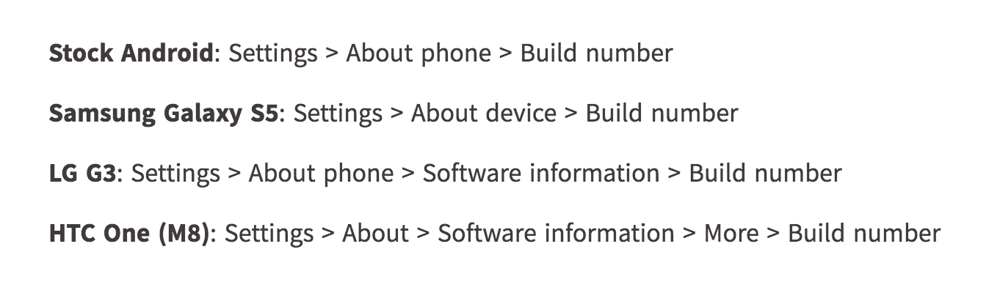 Stock Android: Settings > About phone > Build number
Samsung Galaxy S5: Settings > About device > Build number
LG G3: Settings > About phone > Software information > Build number
HTC One (M8): Settings > About > Software information > More > Build number